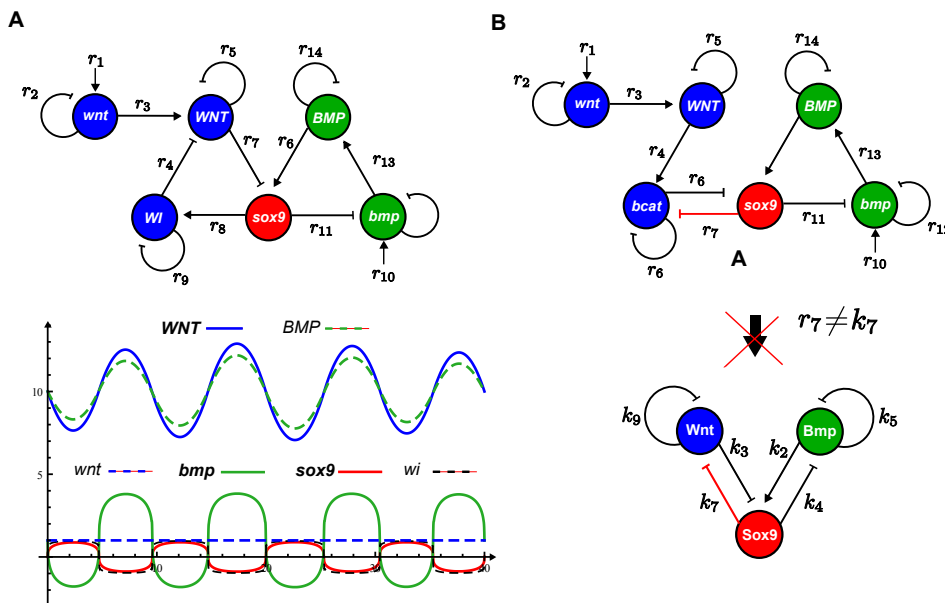 A
r1
r2
wnt
r3
WNT
r5
r14
BMP
r4
r7
r6
r13
WI
r8
sox9
r11
bmp
r9
r10
WNT
BMP
10
5
wnt
bmp
sox9
wi
B
r1
r2
wnt
r3
WNT
r5
r14
BMP
r4
r13
bcat
r6
sox9
r11
bmp
r7
r6
r10
A
r7 ≠ k7
k9
Wnt
Bmp
k5
k3
k2
k7
k4
Sox9